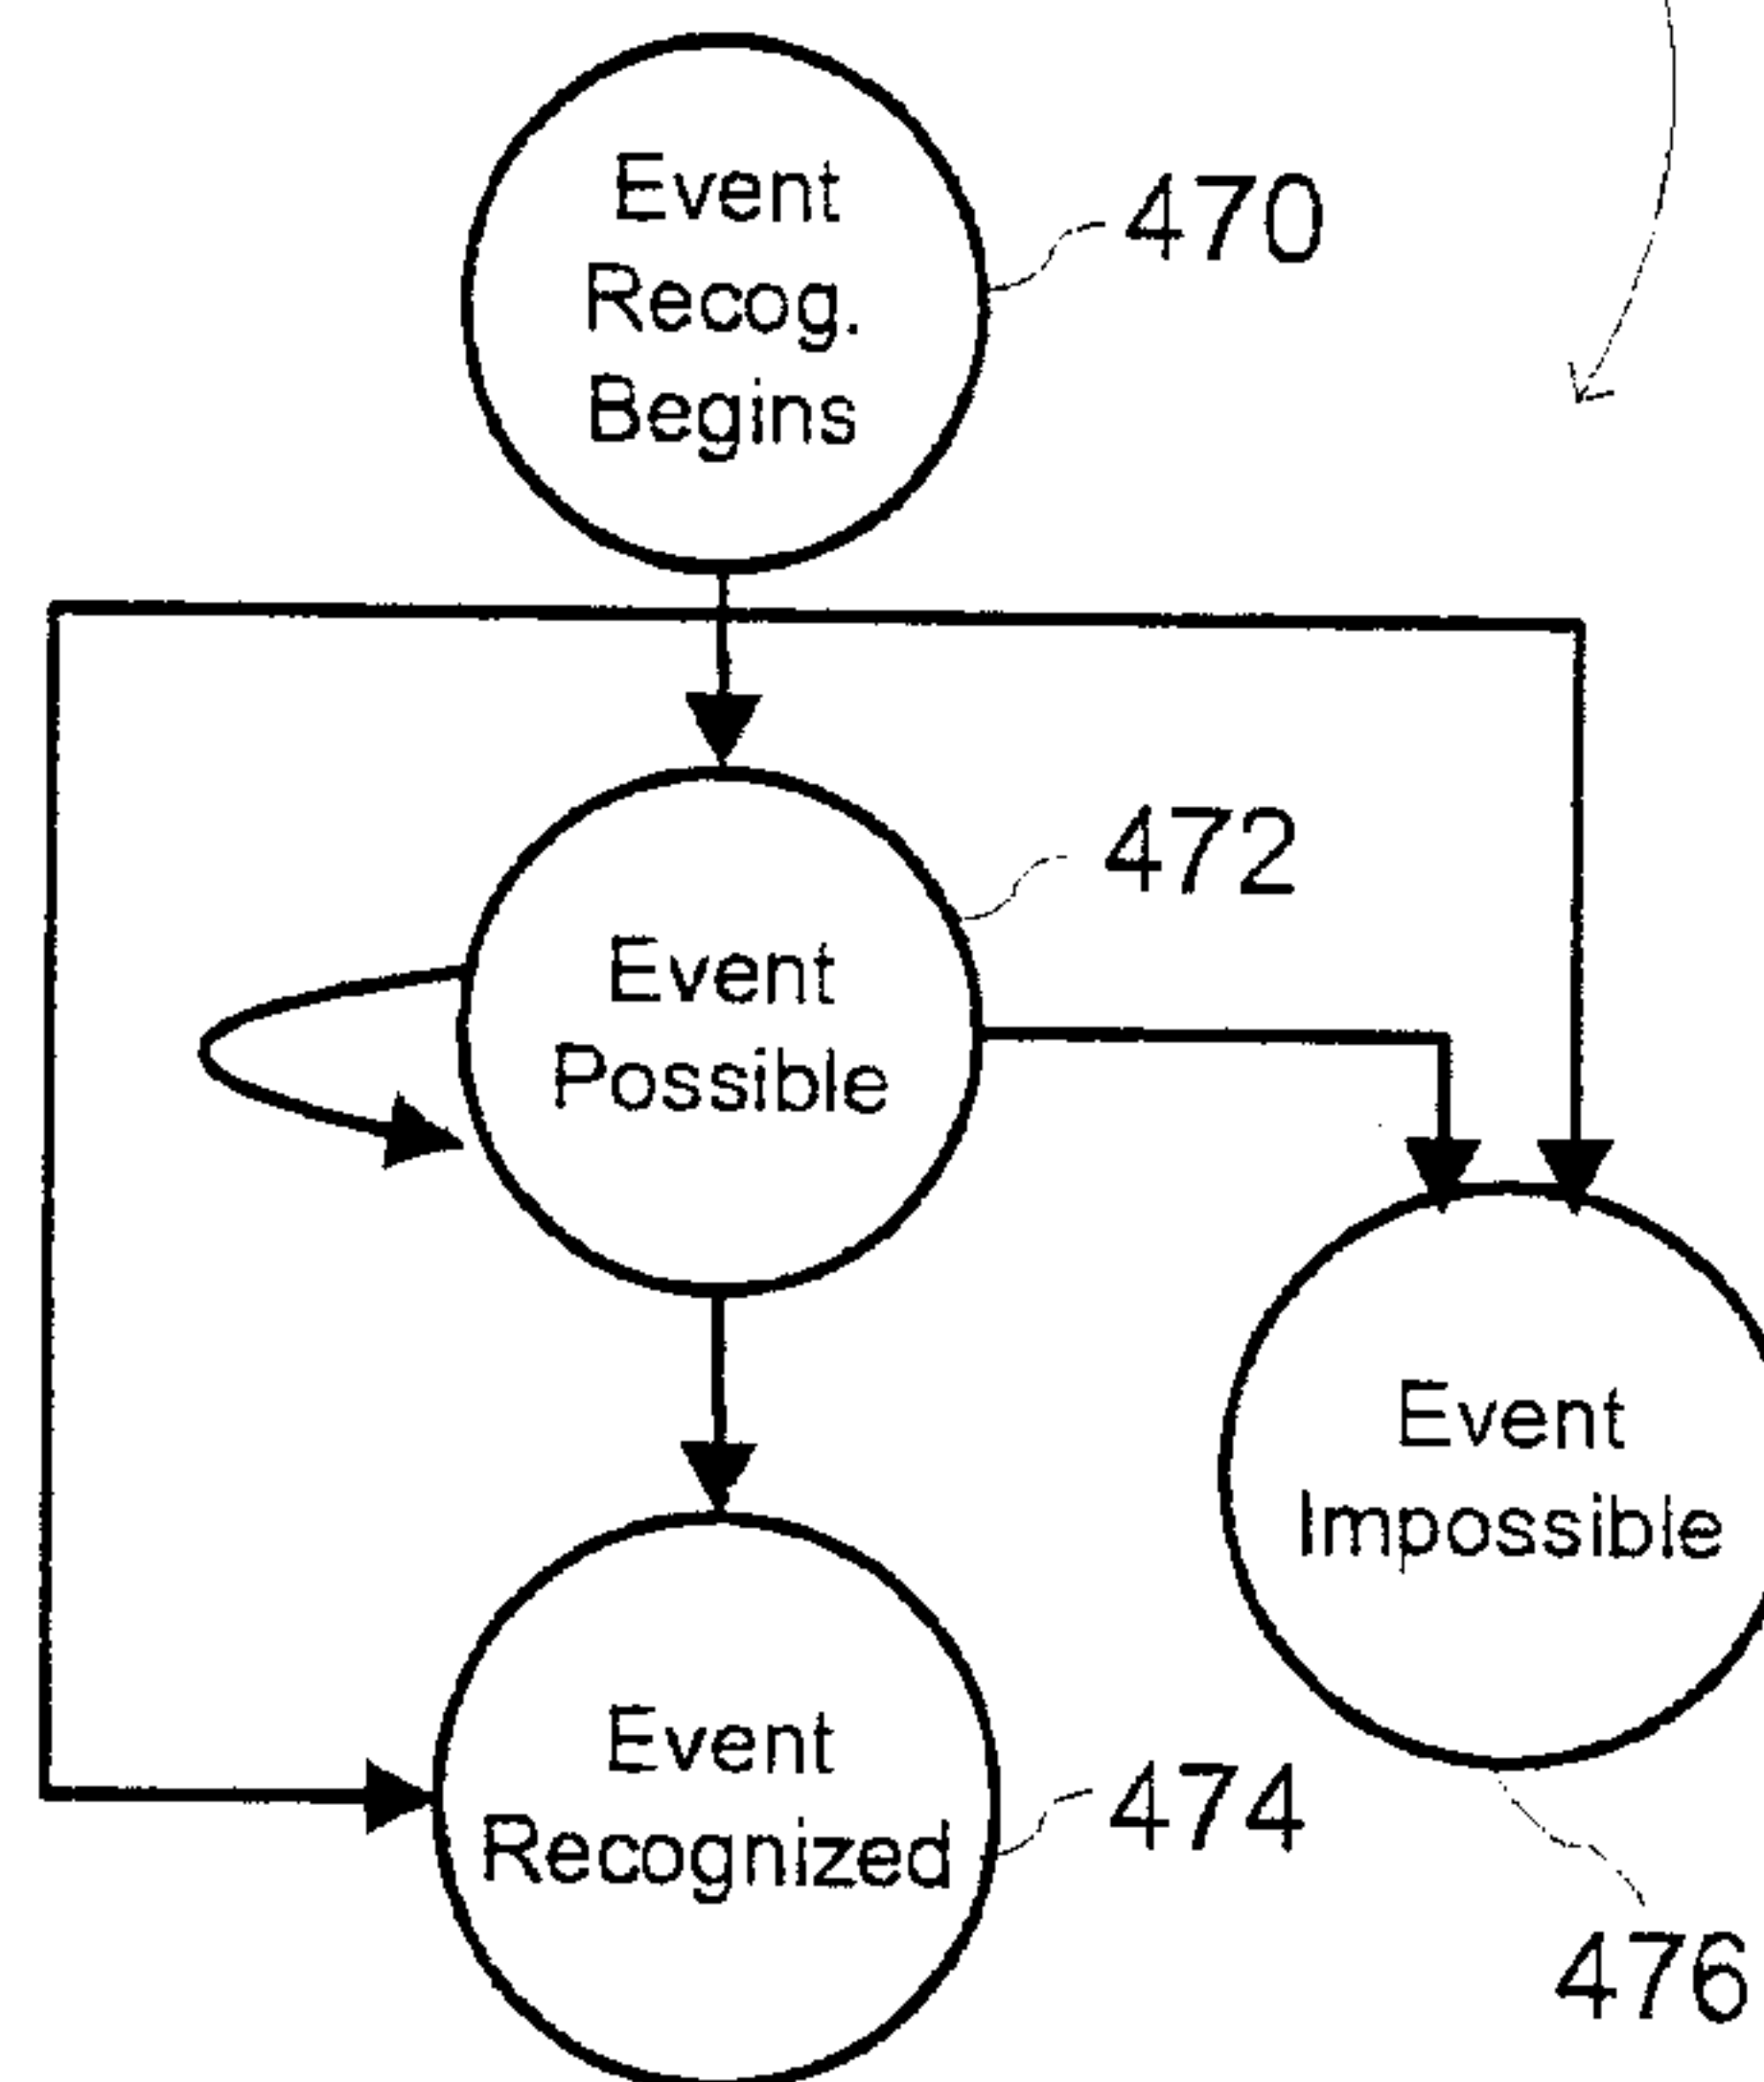 Event
Recog.
Begins
470
472
Event
Possible
Event
Impossible
Event
Recognized
474
476